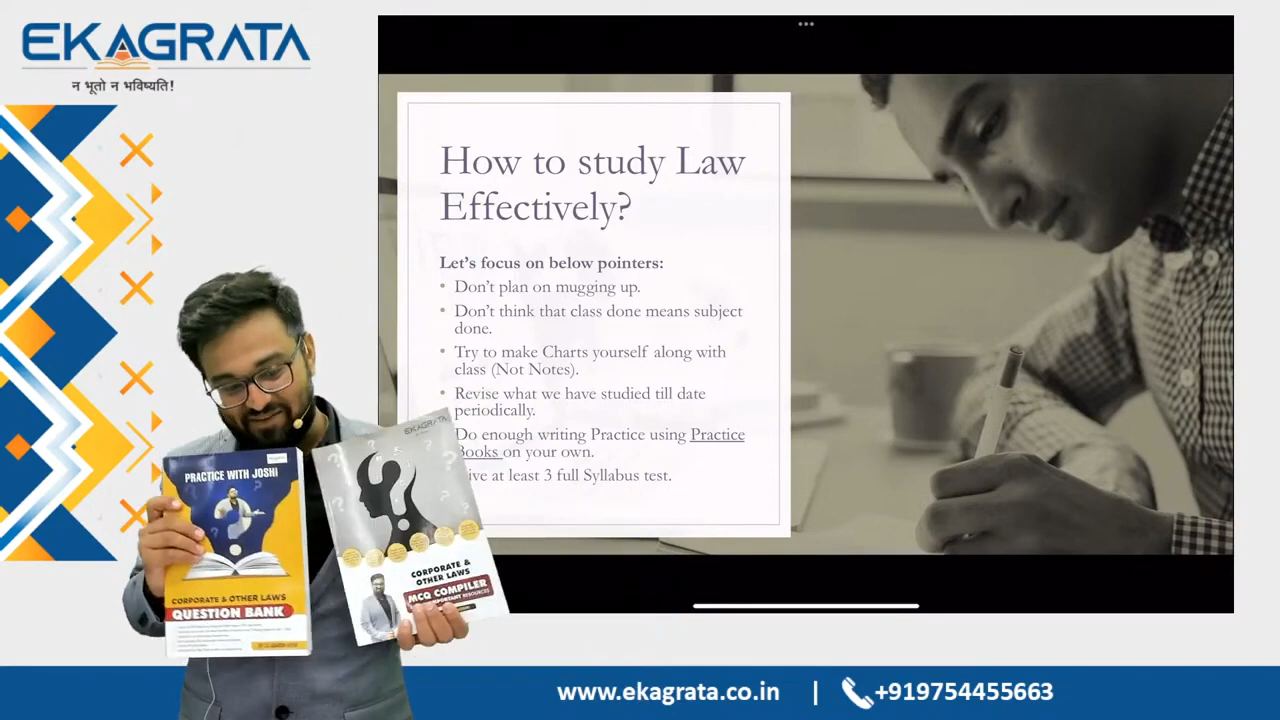 EKAGRATA
न भूतो न भविष्यति!
How to study Law
Effectively?
Let's focus on below pointers:
• Don't plan on mugging up.
• Don't think that class done means subject
done.
• Try to make Charts yourself along with
class (Not Notes).
• Revise what we have studied till date
periodically.
Do enough writing Practice using Practice
Books on your own.
ive at least 3 full Syllabus test.
PRACTICE WITH JOSHI
CORPORATE & OTHER LAWS
QUESTION BANK
EKAGRATA
CORPORATE &
OTHER LAWS
MCQ COMPILER
RESOURCES
www.ekagrata.co.in | +919754455663